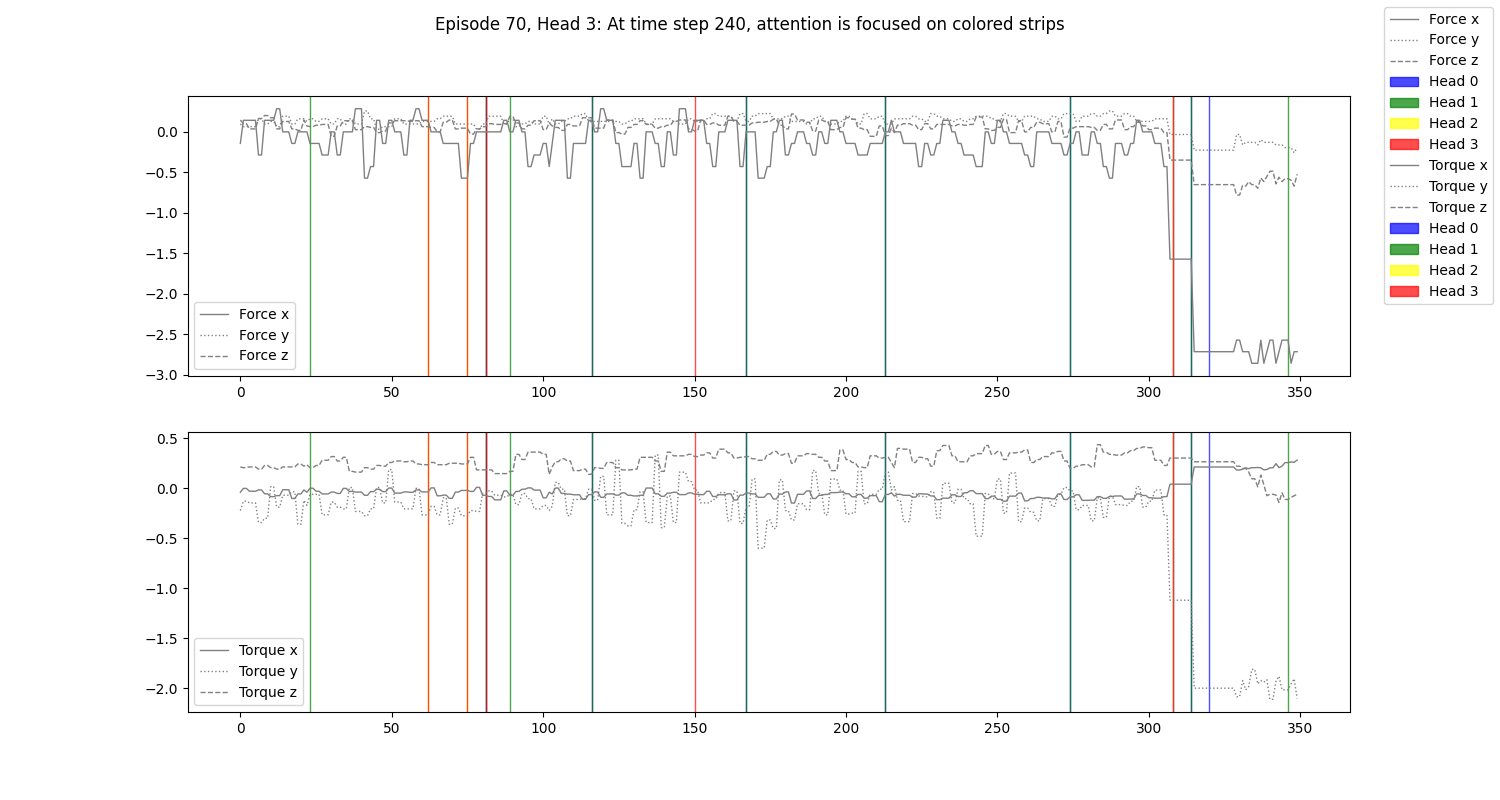 Episode 70, Head 3: At time step 240, attention is focused on colored strips
Force x
Force y
Force z
Head 0
Head 1
Head 2
Head 3
Torque x
Torque y
Torque z
Head 0
Head 1
Head 2
Head 3
0.0
−0.5
−1.0
−1.5
−2.0
−2.5
−3.0
Force x
Force y
Force z
0 50 100 150 200 250 300 350
0.5
0.0
−0.5
−1.0
−1.5
−2.0
Torque x
Torque y
Torque z
0 50 100 150 200 250 300 350